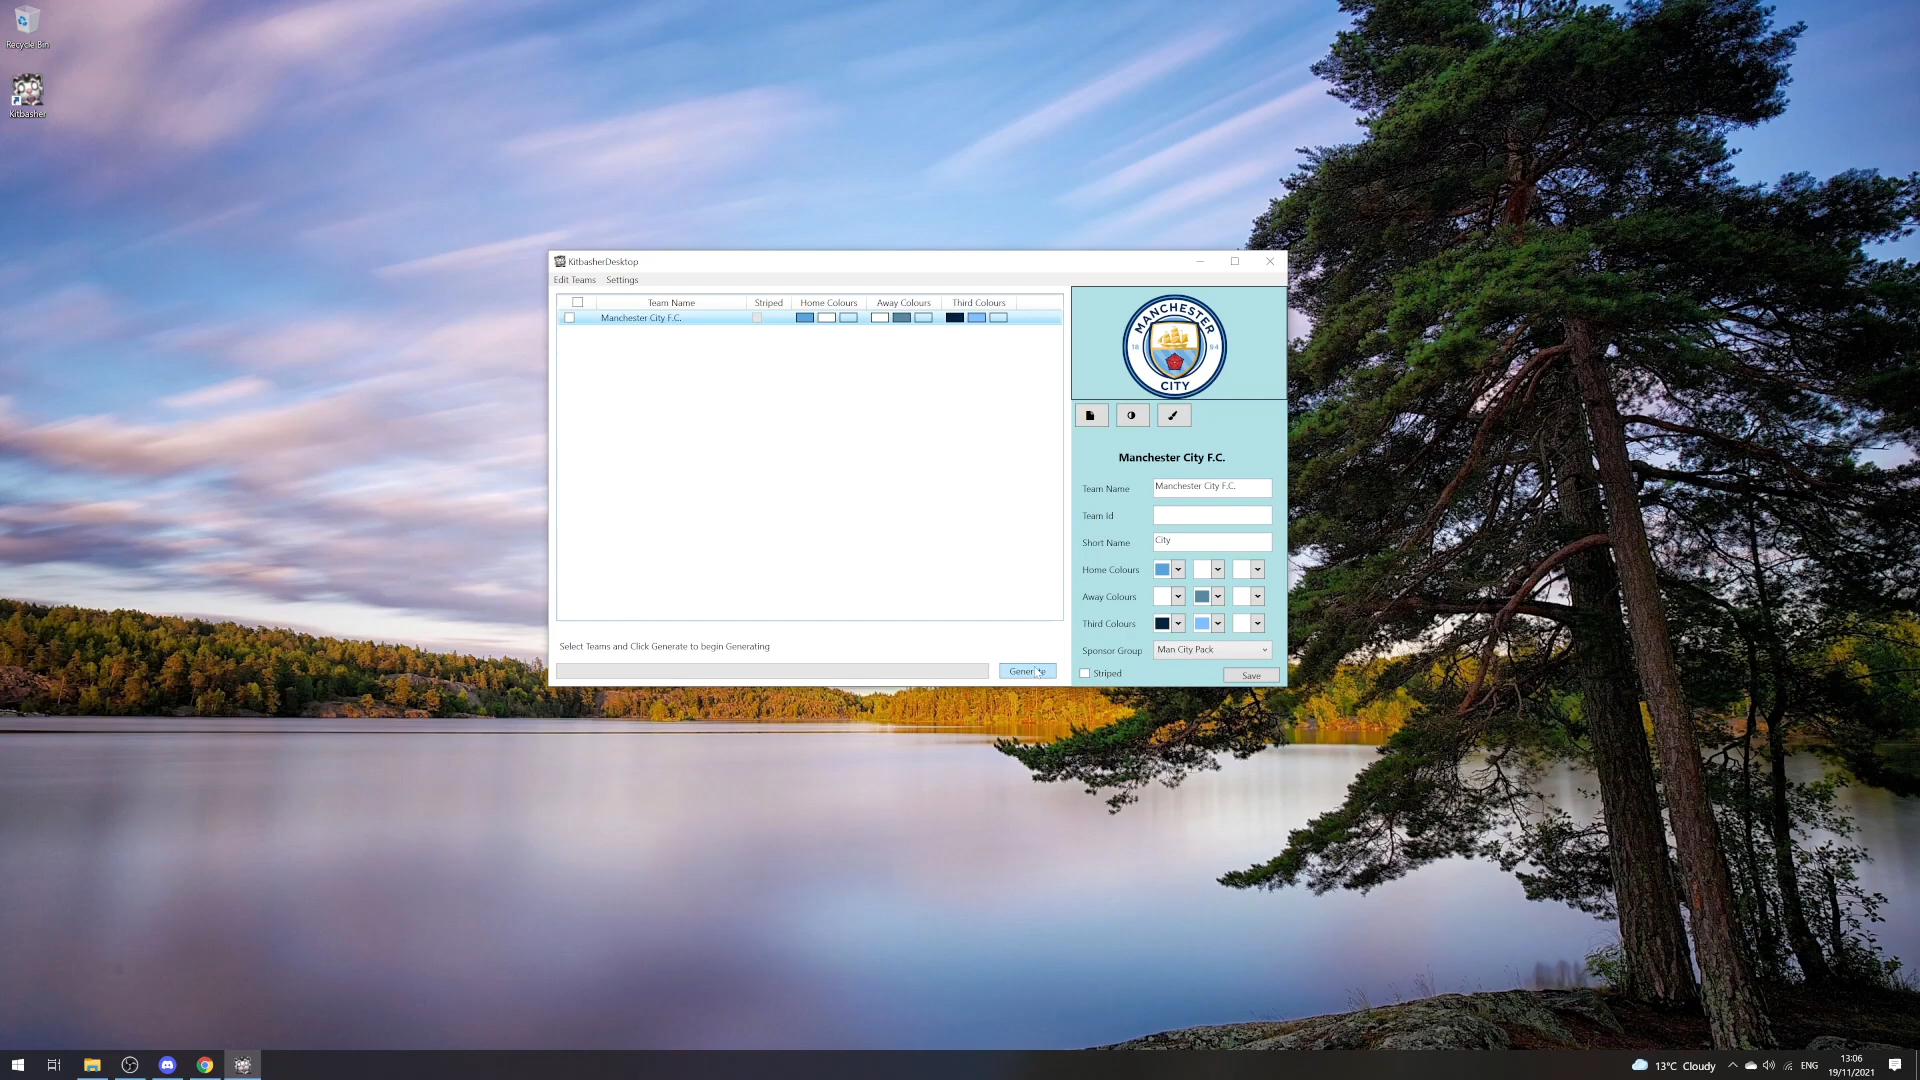 Recycle Bin
Kitbasher
KitbasherDesktop
Edit Teams Settings
Team Name Striped Home Colours Away Colours Third Colours
Manchester City F.C.
MANCHESTER
18 94
CITY
Manchester City F.C.
Team Name Manchester City F.C.
Team Id
Short Name City
Home Colours
Away Colours
Third Colours
Sponsor Group Man City Pack
Striped Save
Select Teams and Click Generate to begin Generating
Generate
13°C Cloudy ENG 13:06
19/11/2021